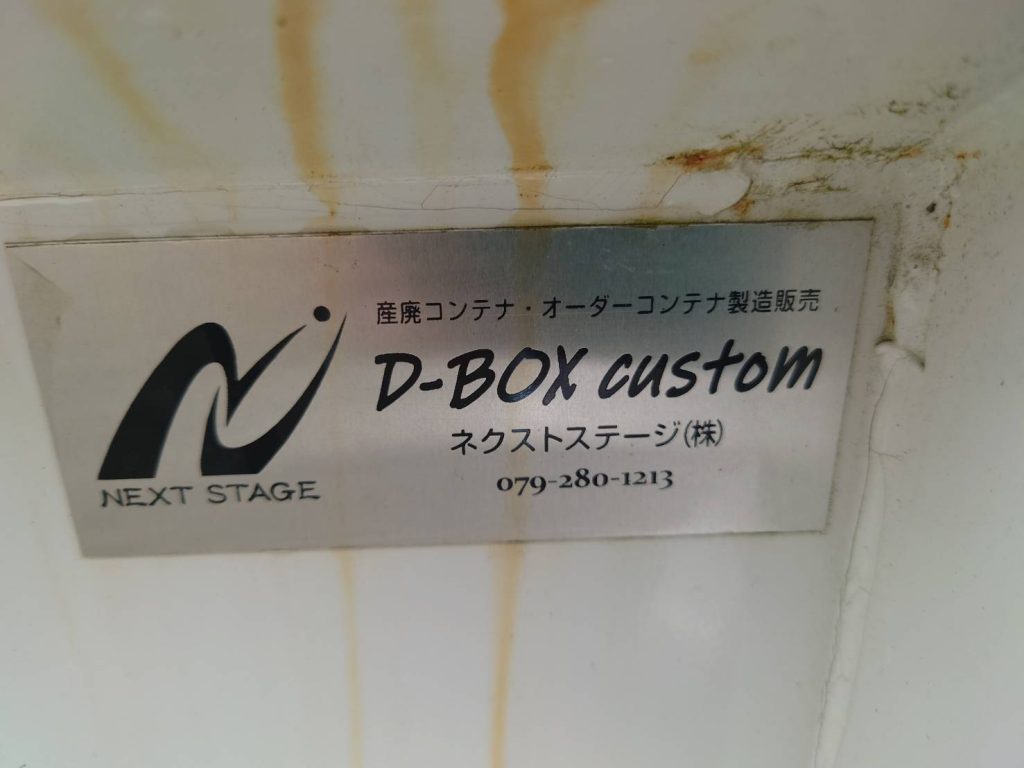 産廃コンテナ・オーダーコンテナ製造販売
D-BOX custom
ネクストステージ(株)
079-280-1213
NEXT STAGE